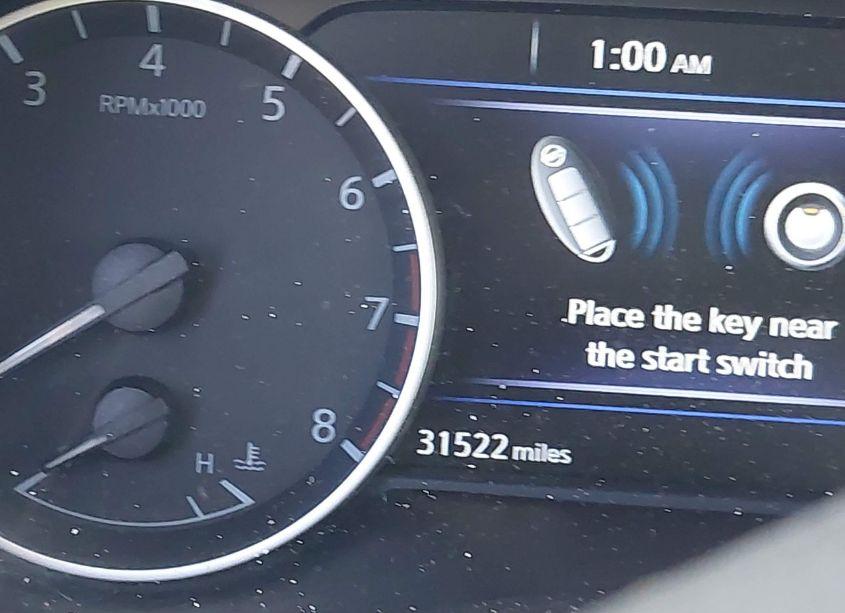 3
4
5
6
7
8
RPMx1000
H
1:00 AM
Place the key near
the start switch
31522 miles